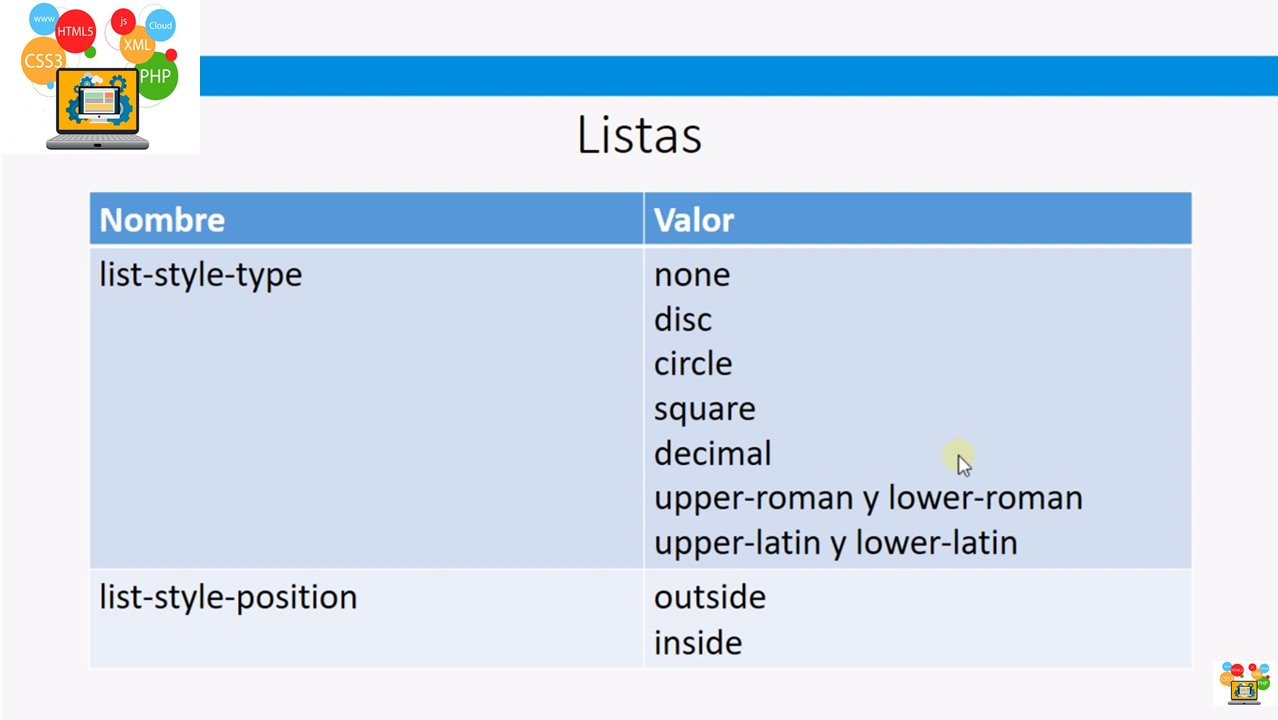 www
HTML5
js
Cloud
CSS3
XML
PHP
Listas
Nombre
Valor
list-style-type
none
disc
circle
square
decimal
upper-roman y lower-roman
upper-latin y lower-latin
list-style-position
outside
inside